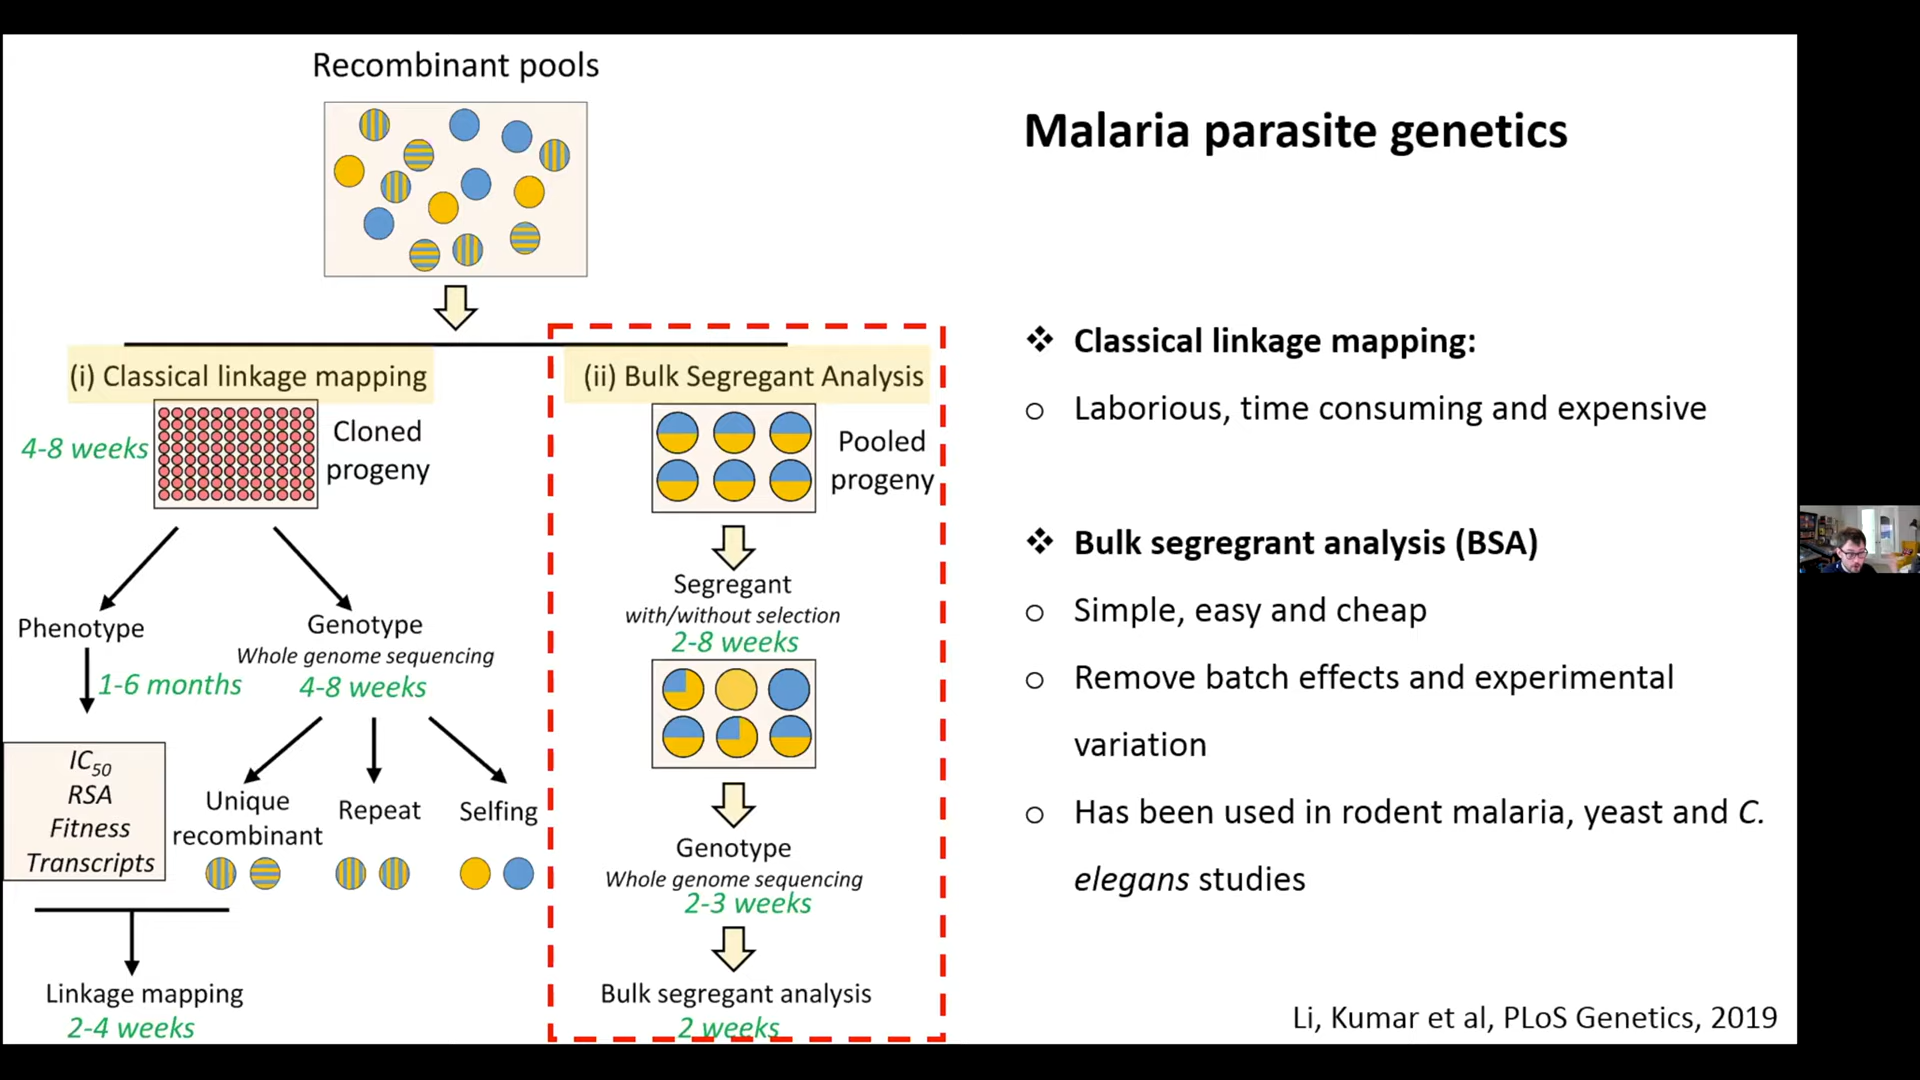 Recombinant pools
Malaria parasite genetics
(i) Classical linkage mapping
4-8 weeks
Cloned
progeny
Phenotype
1-6 months
Genotype
Whole genome sequencing
4-8 weeks
IC50
RSA
Fitness
Transcripts
Unique
recombinant
Repeat
Selfing
Linkage mapping
2-4 weeks
(ii) Bulk Segregant Analysis
Pooled
progeny
Segregant
with/without selection
2-8 weeks
Genotype
Whole genome sequencing
2-3 weeks
Bulk segregant analysis
2 weeks
❖ Classical linkage mapping:
o Laborious, time consuming and expensive
❖ Bulk segregrant analysis (BSA)
o Simple, easy and cheap
o Remove batch effects and experimental
variation
o Has been used in rodent malaria, yeast and C.
elegans studies
Li, Kumar et al, PLoS Genetics, 2019